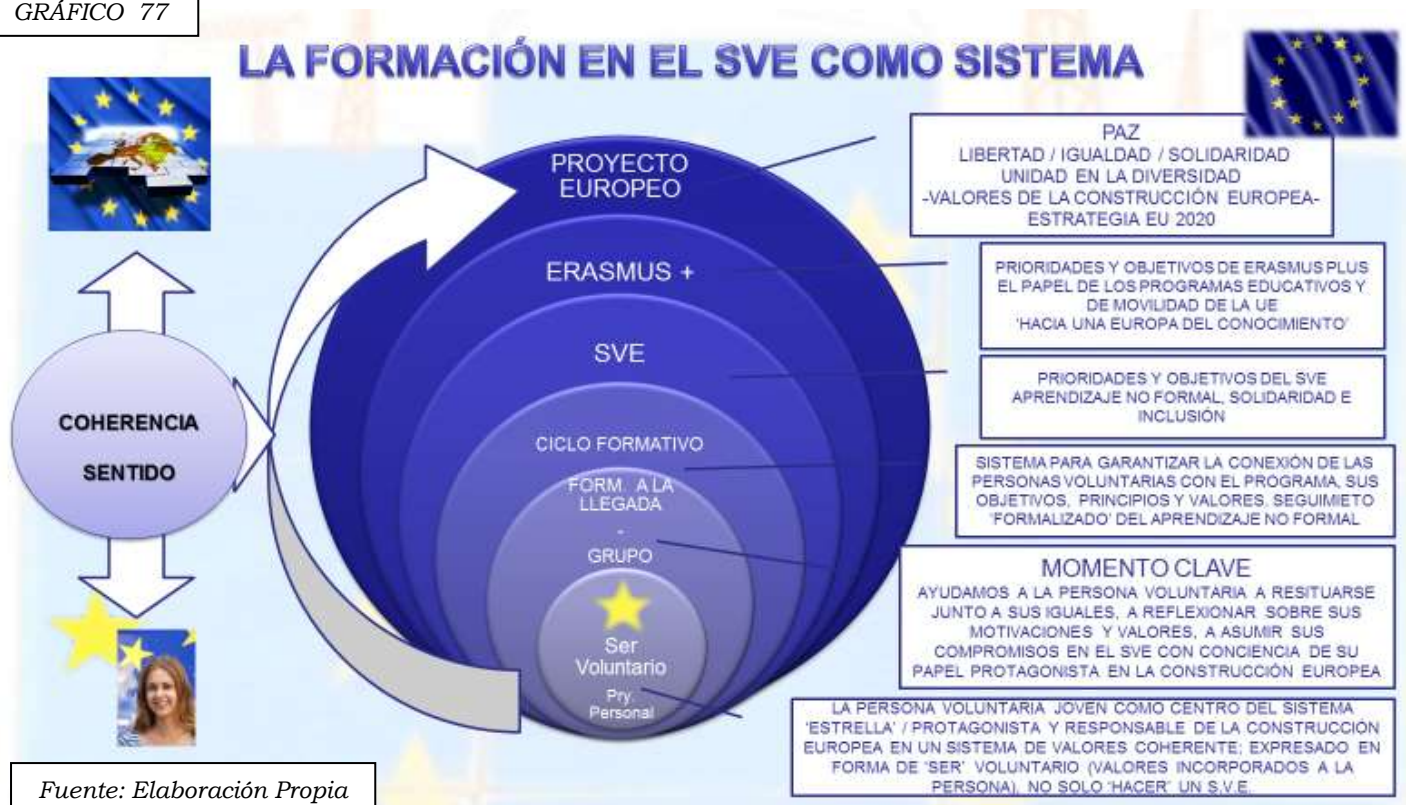 GRÁFICO 77
LA FORMACIÓN EN EL SVE COMO SISTEMA
COHERENCIA
SENTIDO
PROYECTO
EUROPEO
ERASMUS +
SVE
CICLO FORMATIVO
FORM. A LA
LLEGADA
-
GRUPO
Ser
Voluntario
Pry.
Personal
PAZ
LIBERTAD / IGUALDAD / SOLIDARIDAD
UNIDAD EN LA DIVERSIDAD
-VALORES DE LA CONSTRUCCIÓN EUROPEA-
ESTRATEGIA EU 2020
PRIORIDADES Y OBJETIVOS DE ERASMUS PLUS
EL PAPEL DE LOS PROGRAMAS EDUCATIVOS Y
DE MOVILIDAD DE LA UE
'HACIA UNA EUROPA DEL CONOCIMIENTO'
PRIORIDADES Y OBJETIVOS DEL SVE
APRENDIZAJE NO FORMAL, SOLIDARIDAD E
INCLUSIÓN
SISTEMA PARA GARANTIZAR LA CONEXIÓN DE LAS
PERSONAS VOLUNTARIAS CON EL PROGRAMA, SUS
OBJETIVOS, PRINCIPIOS Y VALORES, SEGUIMIETO
'FORMALIZADO' DEL APRENDIZAJE NO FORMAL
MOMENTO CLAVE
AYUDAMOS A LA PERSONA VOLUNTARIA A RESITUARSE
JUNTO A SUS IGUALES, A REFLEXIONAR SOBRE SUS
MOTIVACIONES Y VALORES, A ASUMIR SUS
COMPROMISOS EN EL SVE CON CONCIENCIA DE SU
PAPEL PROTAGONISTA EN LA CONSTRUCCIÓN EUROPEA
LA PERSONA VOLUNTARIA JOVEN COMO CENTRO DEL SISTEMA
'ESTRELLA' / PROTAGONISTA Y RESPONSABLE DE LA CONSTRUCCIÓN
EUROPEA EN UN SISTEMA DE VALORES COHERENTE; EXPRESADO EN
FORMA DE 'SER' VOLUNTARIO (VALORES INCORPORADOS A LA
PERSONA), NO SOLO 'HACER' UN S.V.E.
Fuente: Elaboración Propia